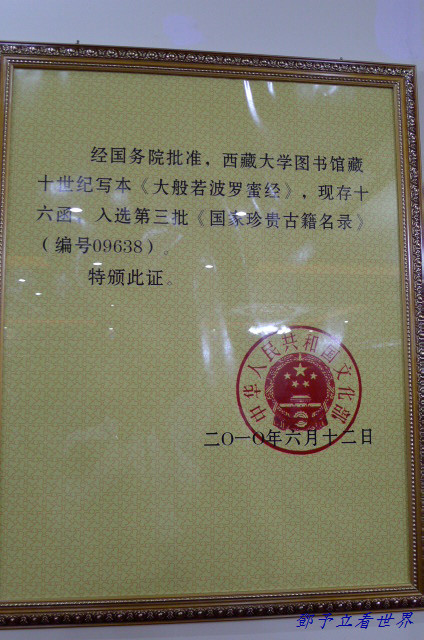 经国务院批准，西藏大学图书馆藏
十世纪写本《大般若波罗蜜经》，现存十
六函，入选第三批《国家珍贵古籍名录》
（编号09638）。
特颁此证。
中华人民共和国文化部
二〇一〇年六月十二日
鄭予立看世界